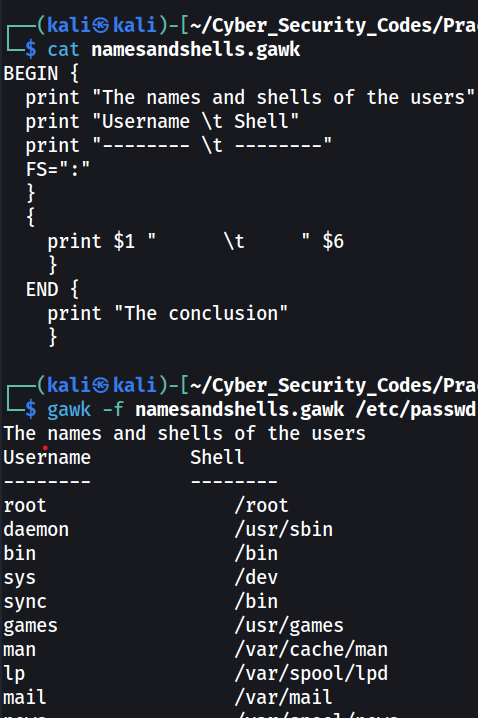 ┌──(kali㉿kali)-[~/Cyber_Security_Codes/Pra
└─$ cat namesandshells.gawk
BEGIN {
  print "The names and shells of the users"
  print "Username \t Shell"
  print "-------- \t --------"
  FS=":"
  }
  {
    print $1 "      \t     " $6
    }
  END {
    print "The conclusion"
    }
┌──(kali㉿kali)-[~/Cyber_Security_Codes/Pra
└─$ gawk -f namesandshells.gawk /etc/passwd
The names and shells of the users
Username         Shell
--------         --------
root                 /root
daemon               /usr/sbin
bin                  /bin
sys                  /dev
sync                 /bin
games                /usr/games
man                  /var/cache/man
lp                   /var/spool/lpd
mail                 /var/mail